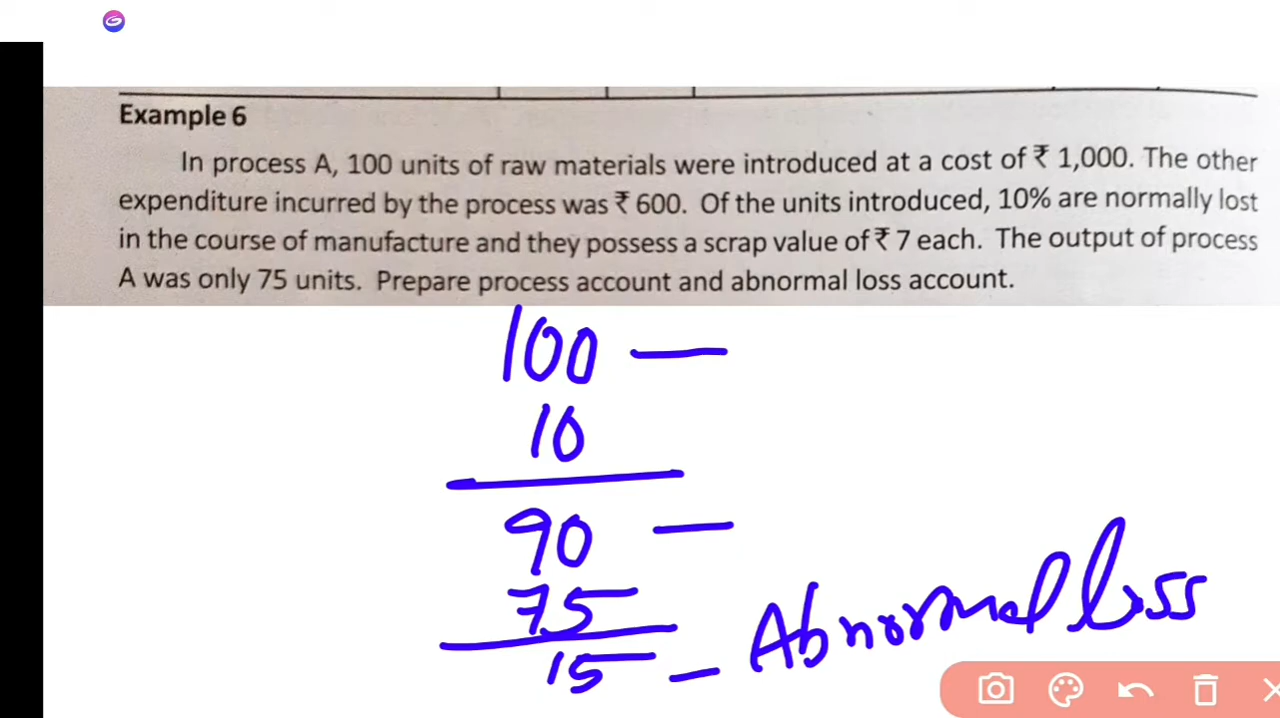 Example 6
In process A, 100 units of raw materials were introduced at a cost of ₹ 1,000. The other
expenditure incurred by the process was ₹ 600. Of the units introduced, 10% are normally lost
in the course of manufacture and they possess a scrap value of ₹ 7 each. The output of process
A was only 75 units. Prepare process account and abnormal loss account.
100 —
10
90 —
75
15 — Abnormal loss